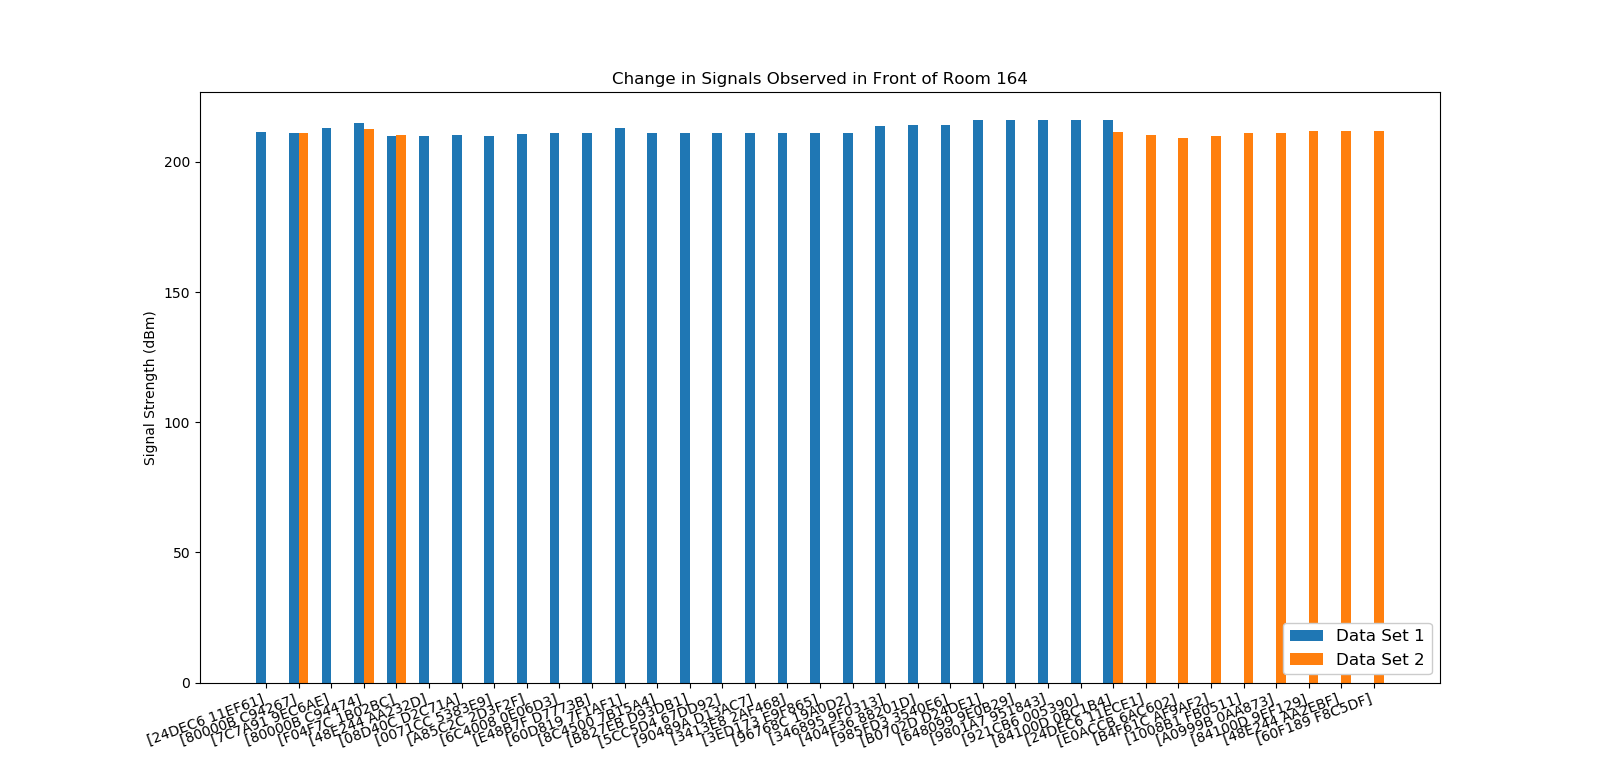 Change in Signals Observed in Front of Room 164
Signal Strength (dBm)
200
150
100
50
0
Data Set 1
Data Set 2
[24DEC6 11EF61]
[80000B C94267]
[7C7A91 9EC6AE]
[80000B C94474]
[F04F7C 1B02BC]
[48E244 AA232D]
[08D40C D2C71A]
[0071CC 5383E9]
[A85C2C 2D3F2F]
[6C4008 0E06D3]
[E48B7F D7773B]
[60D819 7F1AF1]
[8C4500 7B15A4]
[B827EB D93DB1]
[5CC5D4 67DD92]
[90489A D13AC7]
[3413E8 2AF468]
[3ED173 E9F865]
[96768C 19A0D2]
[346895 9F0313]
[404E36 88201D]
[985FD3 3540E6]
[B0702D D24DE1]
[648099 9E0B29]
[9801A7 951843]
[921CB6 005390]
[84100D 0BC1B4]
[24DEC6 11ECE1]
[E0ACCB 6AC602]
[B4F61C AF9AF2]
[1008B1 FB0511]
[A0999B 0AA873]
[84100D 9EF129]
[48E244 AA2EBF]
[60F189 F8C5DF]